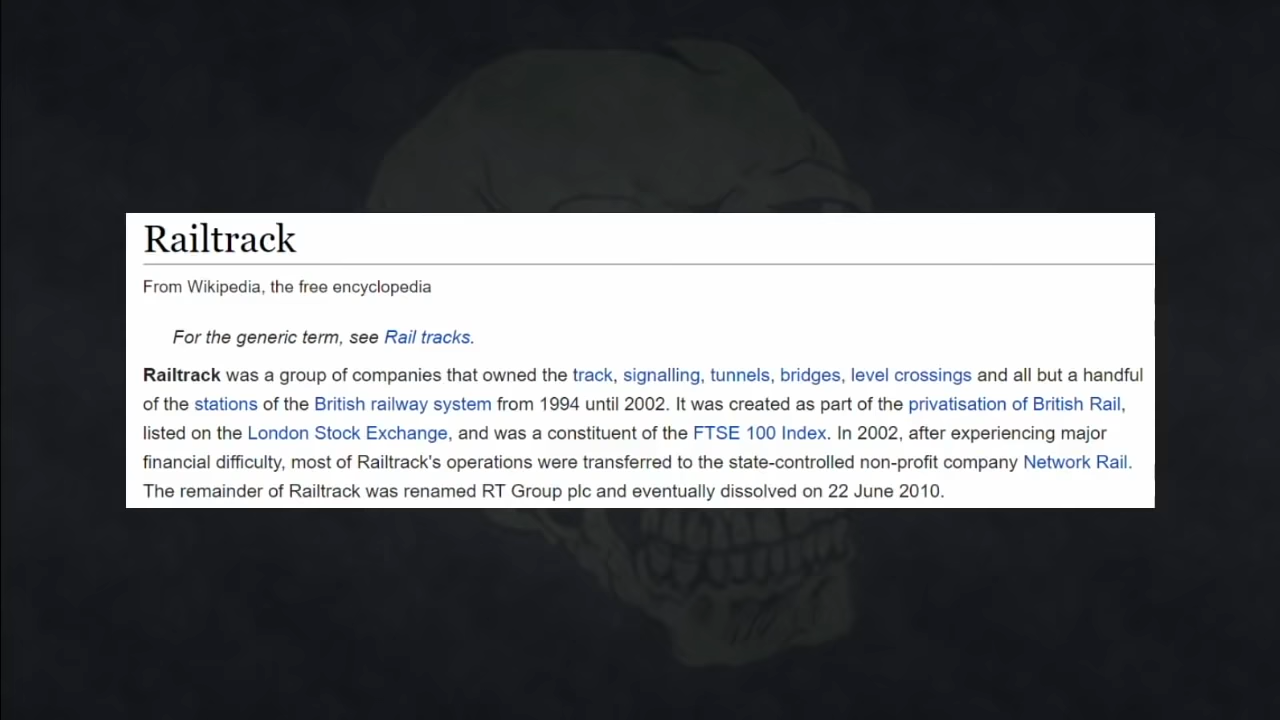 Railtrack
From Wikipedia, the free encyclopedia
For the generic term, see Rail tracks.
Railtrack was a group of companies that owned the track, signalling, tunnels, bridges, level crossings and all but a handful
of the stations of the British railway system from 1994 until 2002. It was created as part of the privatisation of British Rail,
listed on the London Stock Exchange, and was a constituent of the FTSE 100 Index. In 2002, after experiencing major
financial difficulty, most of Railtrack's operations were transferred to the state-controlled non-profit company Network Rail.
The remainder of Railtrack was renamed RT Group plc and eventually dissolved on 22 June 2010.